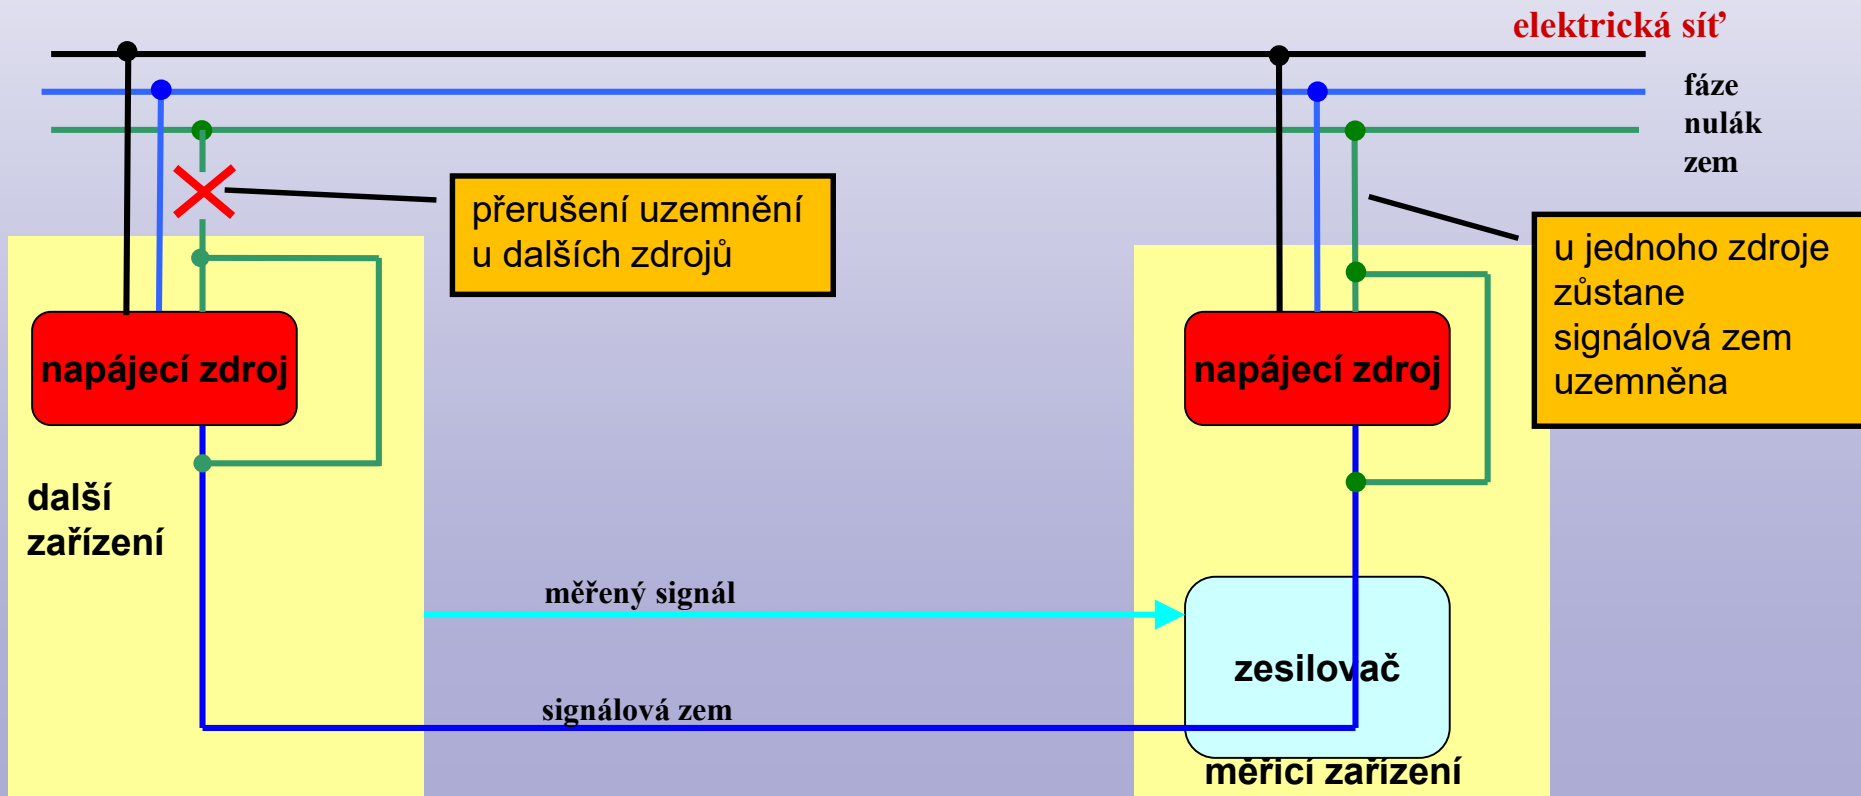 elektrická síť
fáze
nulák
zem
přerušení uzemnění
u dalších zdrojů
u jednoho zdroje
zůstane
signálová zem
uzemněna
napájecí zdroj
napájecí zdroj
další
zařízení
měřený signál
zesilovač
signálová zem
měřicí zařízení